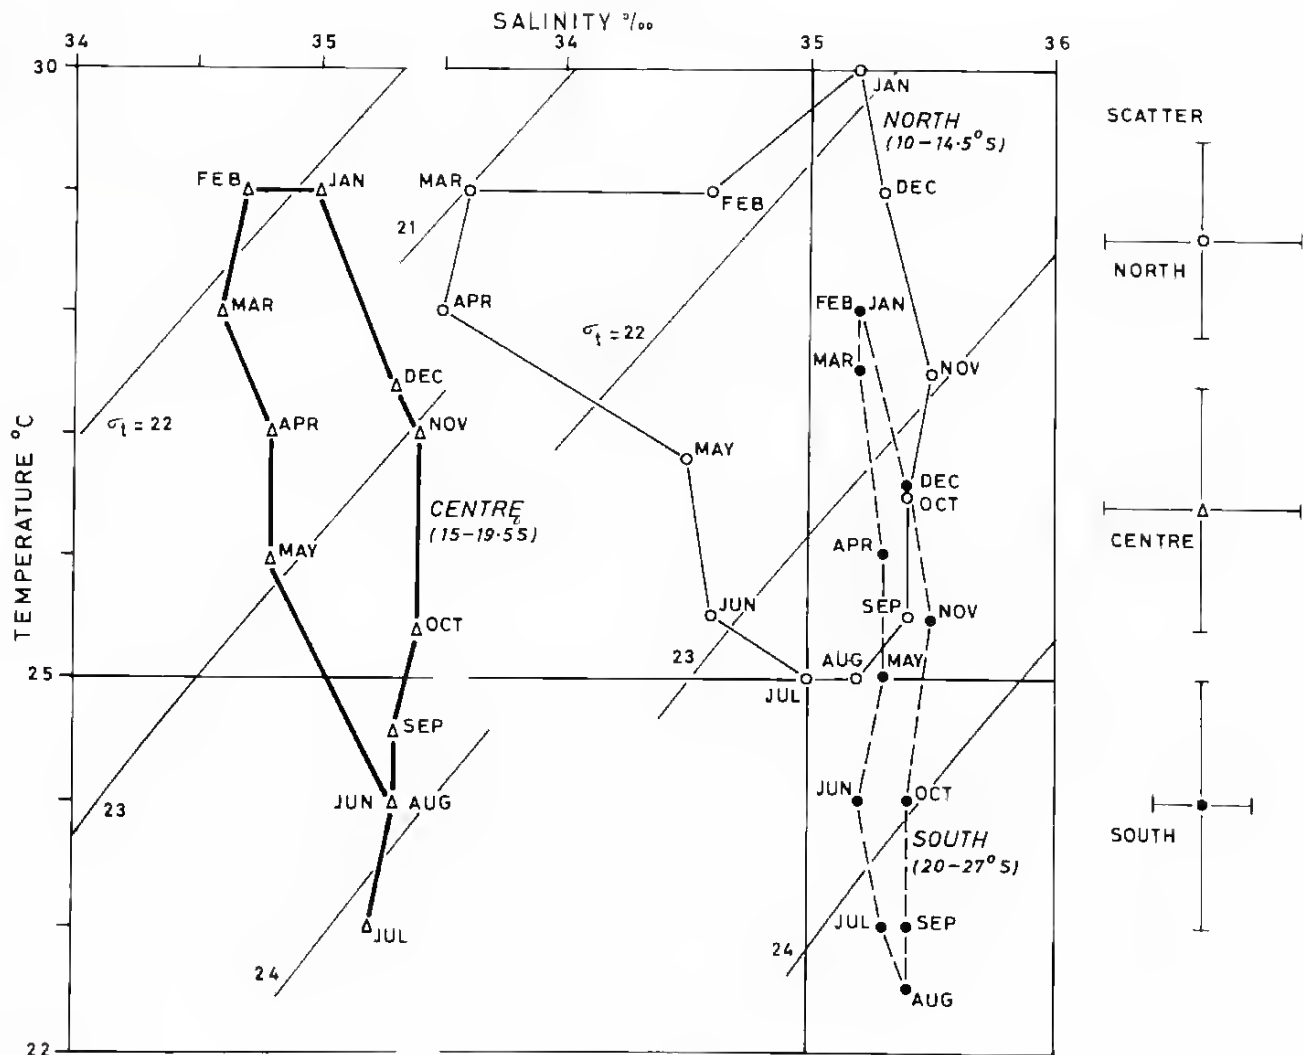 SALINITY ‰
34 35 34 35 36
30
JAN
NORTH
(10-14·5°S)
SCATTER
FEB JAN
MAR
FEB
DEC
21
NORTH
MAR
APR
σt = 22
FEB JAN
MAR
NOV
DEC
σt = 22
APR
NOV
MAY
DEC
OCT
CENTRE
(15-19·5S)
CENTRE
TEMPERATURE °C
MAY
APR
JUN
SEP
NOV
OCT
23
AUG
MAY
25
JUL
SEP
23
JUN AUG
JUN
OCT
SOUTH
(20-27°S)
SOUTH
JUL
JUL
SEP
24
24
AUG
22